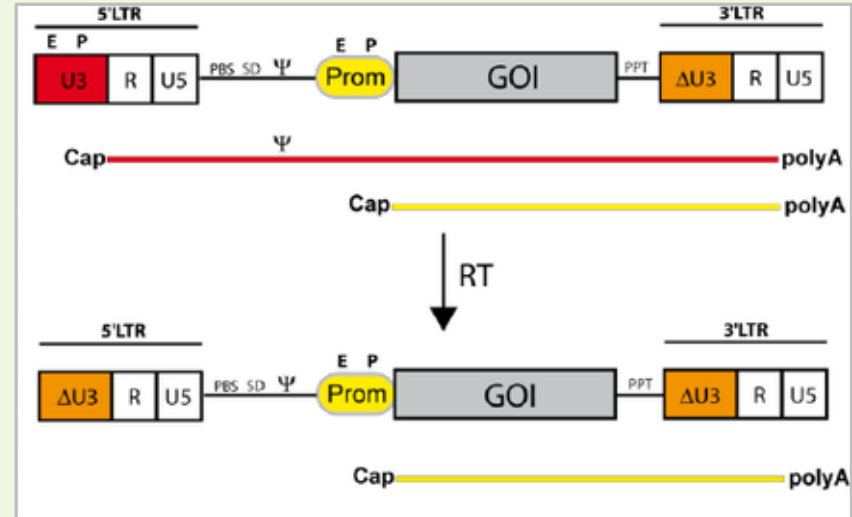 5'LTR 3'LTR
E P E P
U3 R U5 PBS SD Ψ Prom GOI PPT ΔU3 R U5
Ψ
Cap polyA
Cap polyA
RT
5'LTR 3'LTR
E P
ΔU3 R U5 PBS SD Ψ Prom GOI PPT ΔU3 R U5
Cap polyA